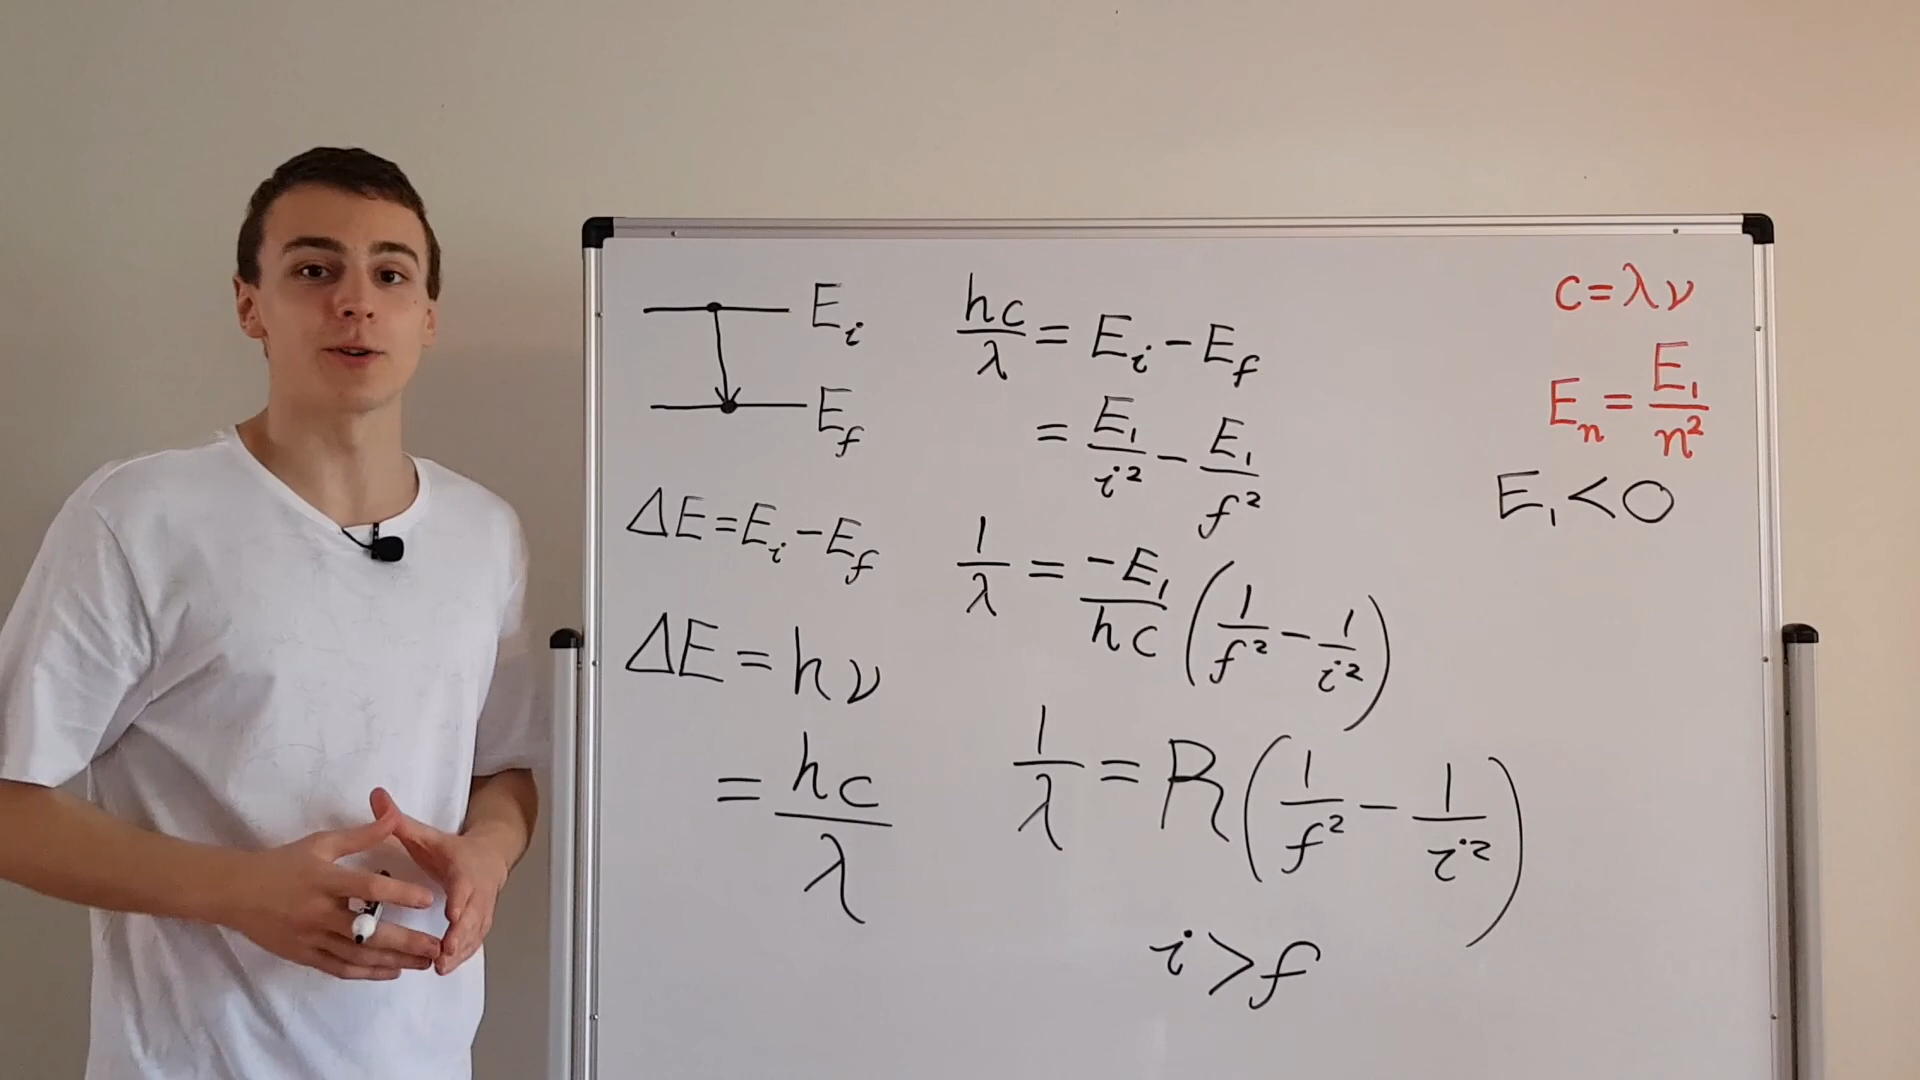 E_i
E_f
ΔE = E_i - E_f
ΔE = hν
= hc/λ
hc/λ = E_i - E_f
= E_1/i² - E_1/f²
1/λ = -E_1/hc (1/f² - 1/i²)
1/λ = R(1/f² - 1/i²)
i > f
c = λν
E_n = E_1/n²
E_1 < 0